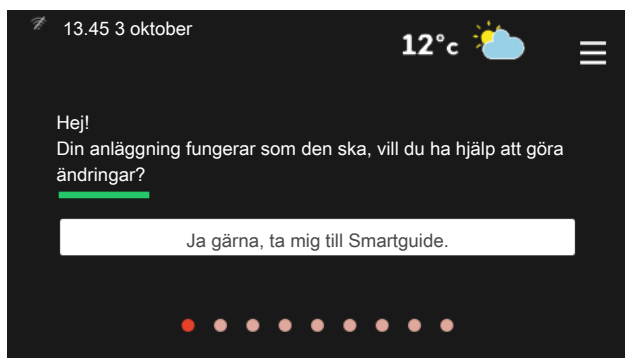 13.45 3 oktober
12°c
Hej!
Din anläggning fungerar som den ska, vill du ha hjälp att göra
ändringar?
Ja gärna, ta mig till Smartguide.